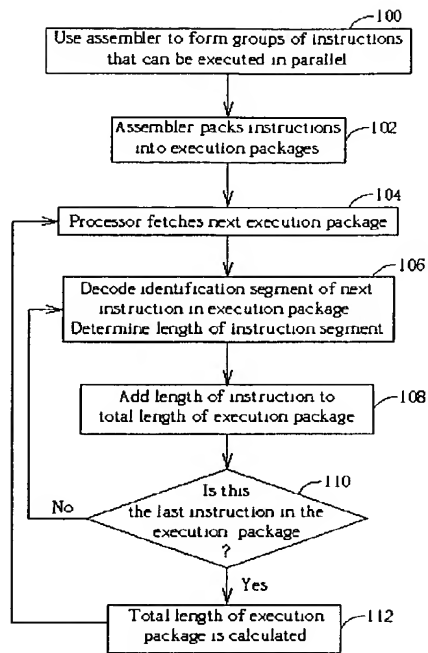 100
Use assembler to form groups of instructions
that can be executed in parallel
102
Assembler packs instructions
into execution packages
104
Processor fetches next execution package
106
Decode identification segment of next
instruction in execution package
Determine length of instruction segment
Add length of instruction to
total length of execution package
108
110
Is this
the last instruction in the
execution package
?
No
Yes
Total length of execution
package is calculated
112